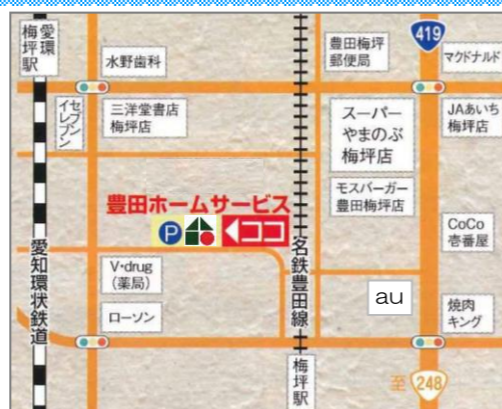 愛環
梅坪駅
水野歯科
豊田梅坪
郵便局
419
マクドナルド
セブン
イレブン
三洋堂書店
梅坪店
スーパー
やまのぶ
梅坪店
JAあいち
梅坪店
モスバーガー
豊田梅坪店
豊田ホームサービス
P
ココ
CoCo
壱番屋
愛知環状鉄道
名鉄豊田線
V・drug
(薬局)
au
ローソン
焼肉
キング
梅坪駅
至 248